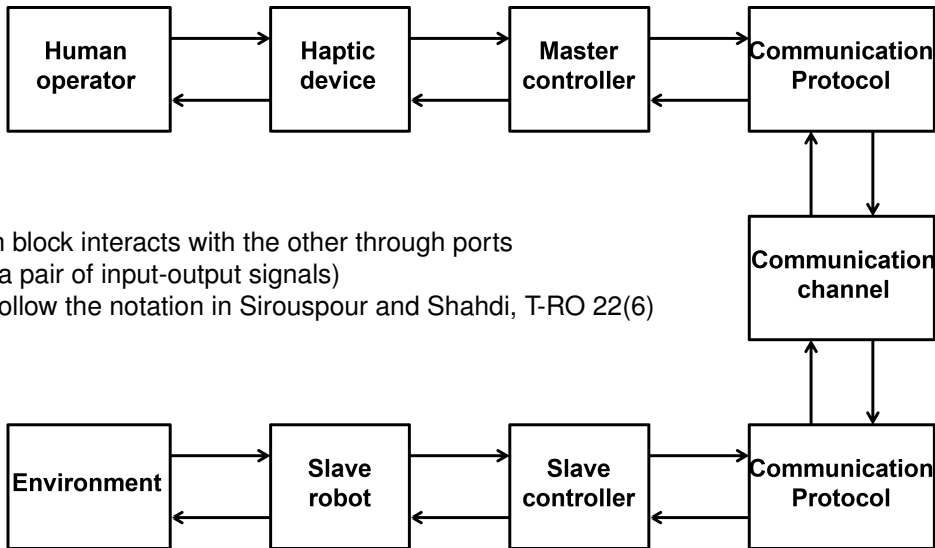 Human
operator
Haptic
device
Master
controller
Communication
Protocol
block interacts with the other through ports
a pair of input-output signals)
ollow the notation in Sirouspour and Shahdi, T-RO 22(6)
Communication
channel
Environment
Slave
robot
Slave
controller
Communication
Protocol